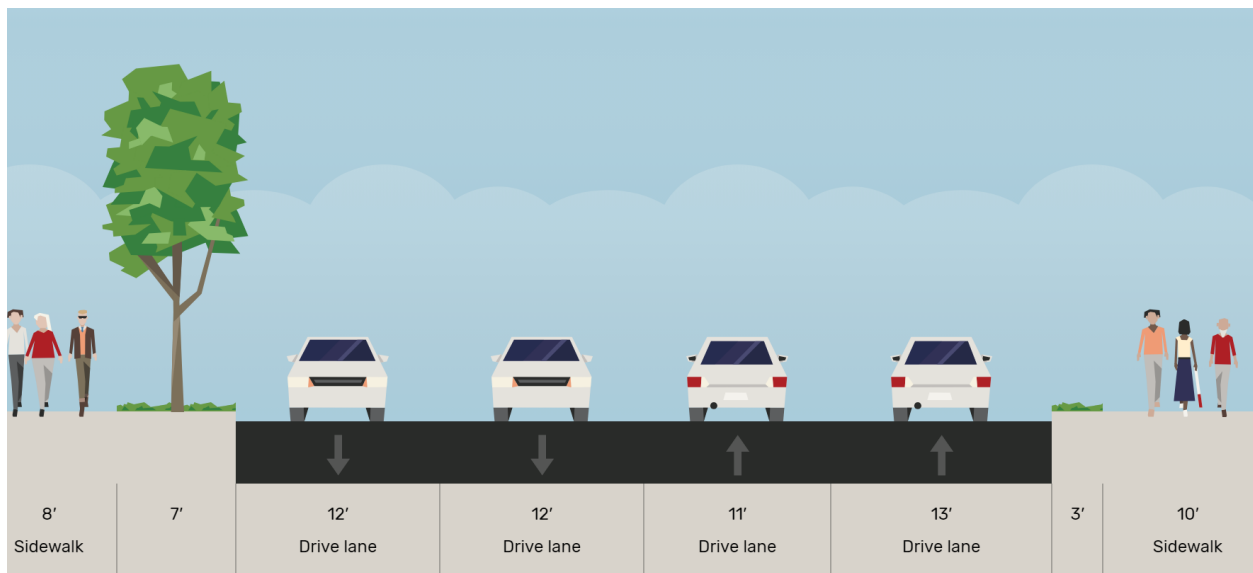 8′ 7′ 12′ 12′ 11′ 13′ 3′ 10′
Sidewalk Drive lane Drive lane Drive lane Drive lane Sidewalk